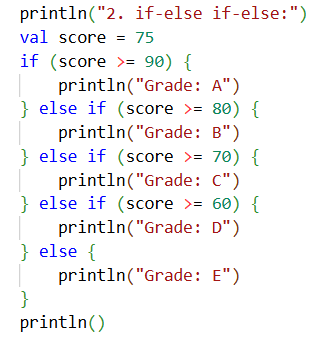 println("2. if-else if-else:")
val score = 75
if (score >= 90) {
    println("Grade: A")
} else if (score >= 80) {
    println("Grade: B")
} else if (score >= 70) {
    println("Grade: C")
} else if (score >= 60) {
    println("Grade: D")
} else {
    println("Grade: E")
}
println()